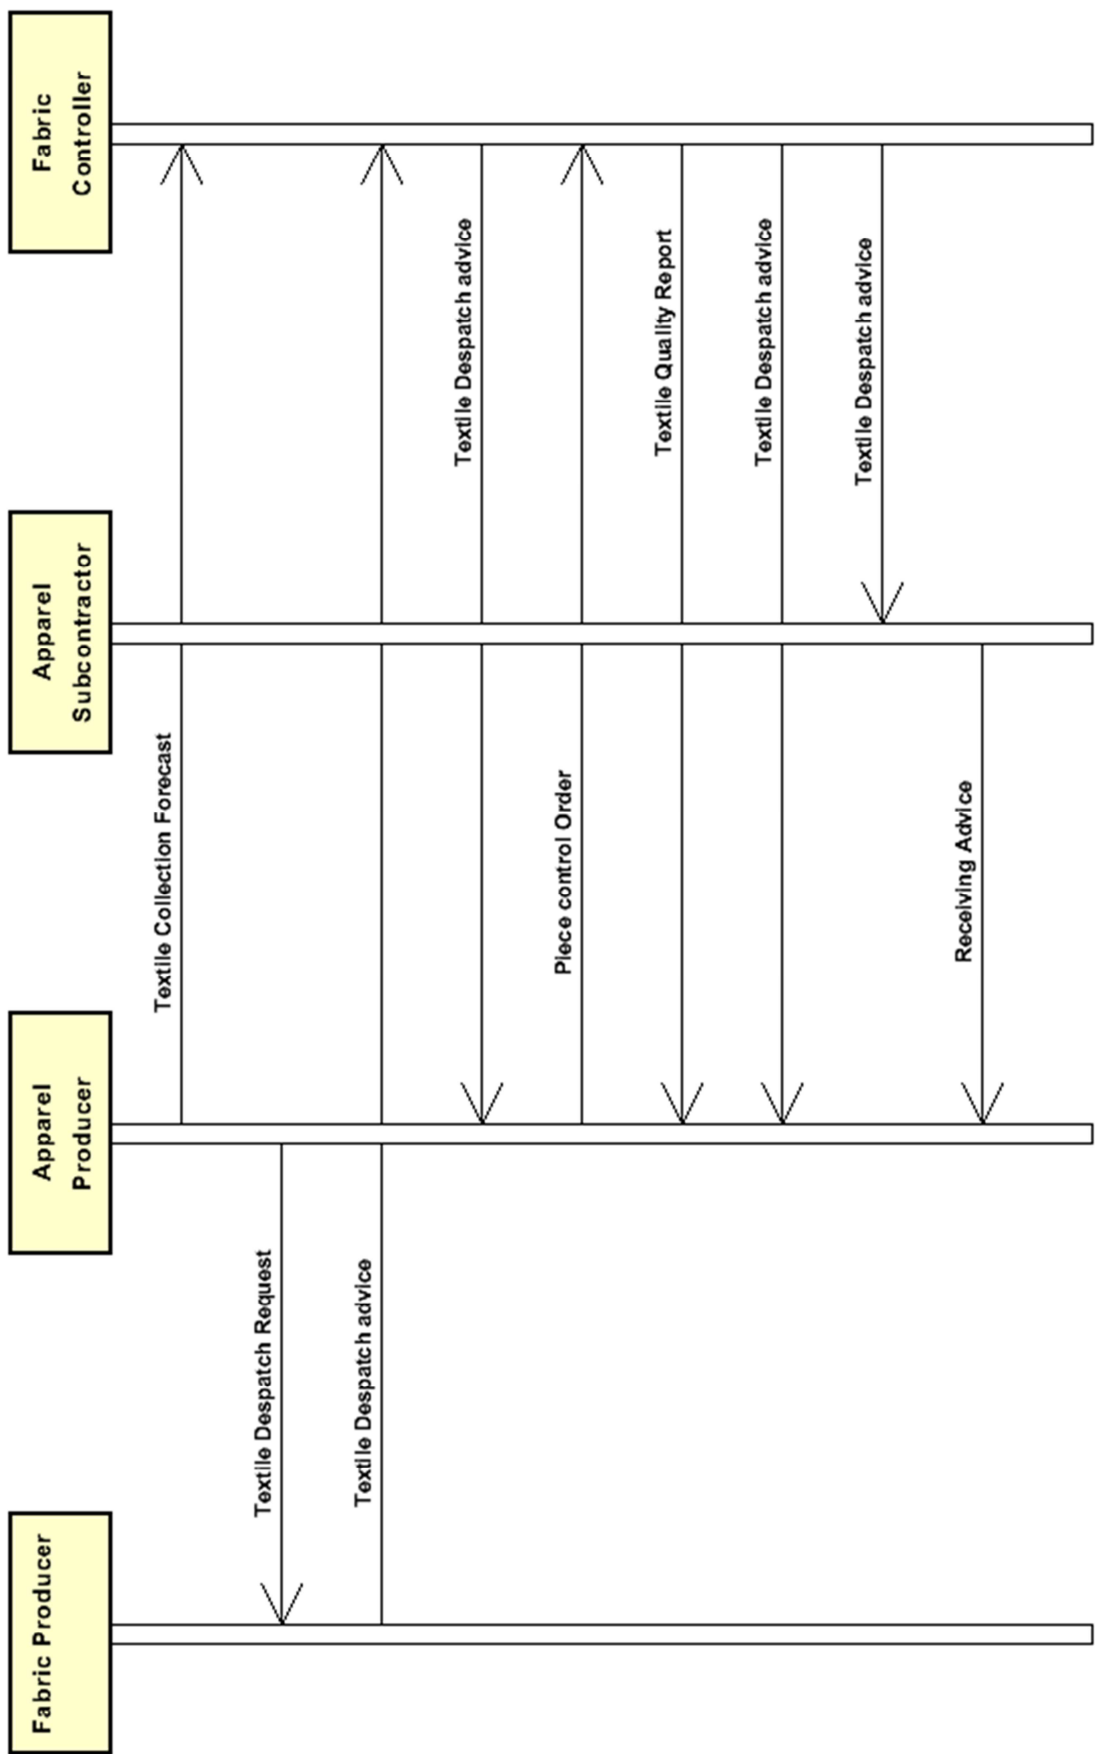 Fabric Producer
Apparel
Producer
Apparel
Subcontractor
Fabric
Controller
Textile Collection Forecast
Textile Despatch Request
Textile Despatch advice
Textile Despatch advice
Piece control Order
Textile Quality Report
Textile Despatch advice
Textile Despatch advice
Receiving Advice